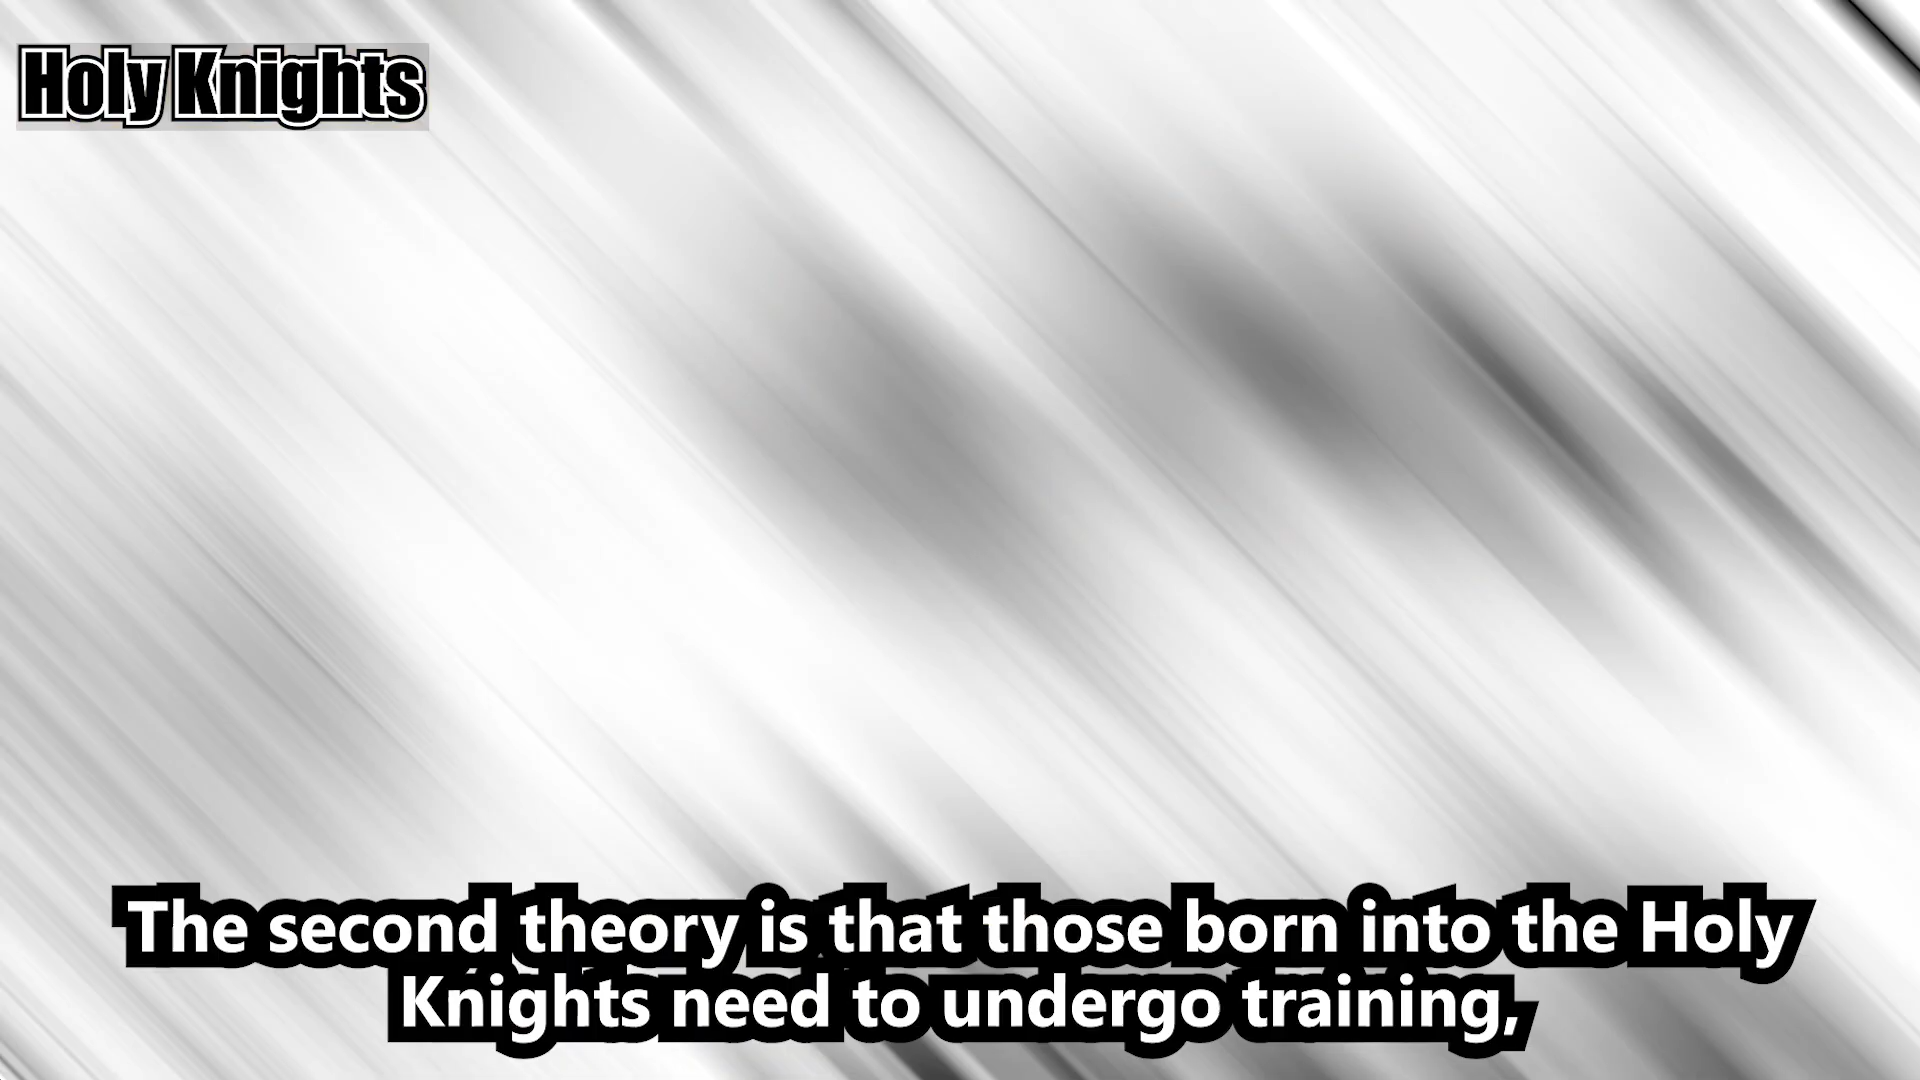 Holy Knights
The second theory is that those born into the Holy
Knights need to undergo training,